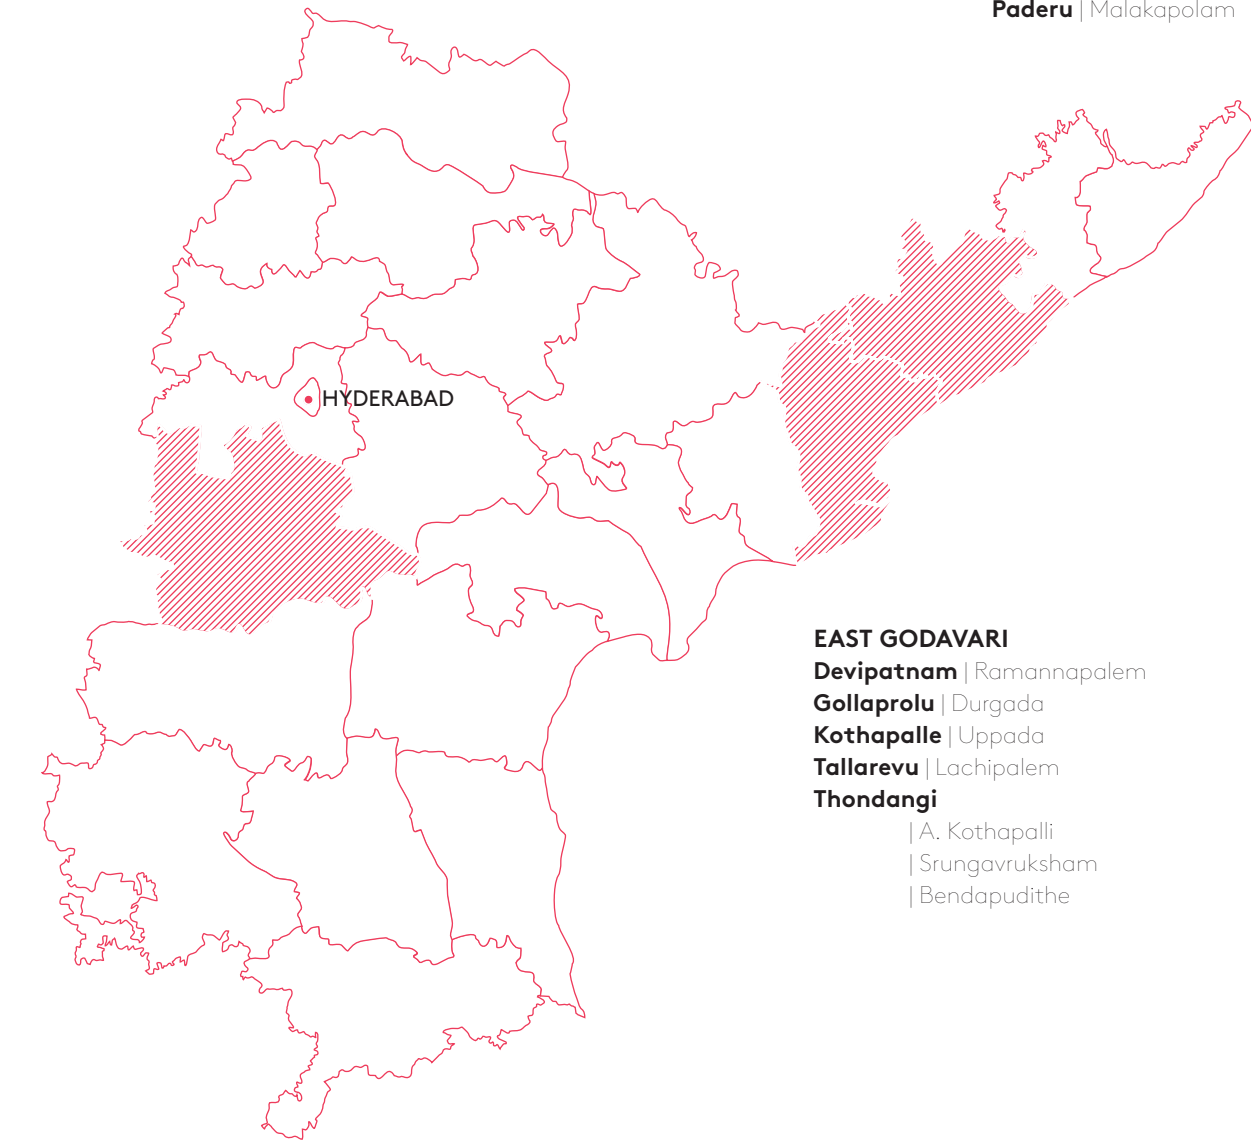 Paderu | Malakapolam
HYDERABAD
EAST GODAVARI
Devipatnam | Ramannapalem
Gollaprolu | Durgada
Kothapalle | Uppada
Tallarevu | Lachipalem
Thondangi
| A. Kothapalli
| Srungavruksham
| Bendapudithe